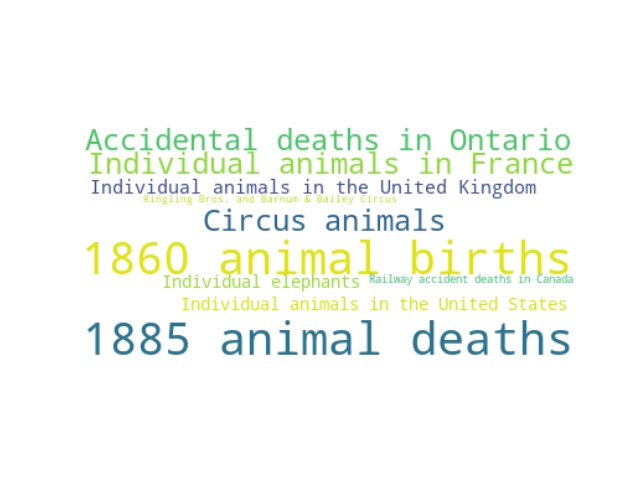 Accidental deaths in Ontario
Individual animals in France
Individual animals in the United Kingdom
Ringling Bros. and Barnum & Bailey Circus
Circus animals
1860 animal births
Individual elephants
Railway accident deaths in Canada
Individual animals in the United States
1885 animal deaths